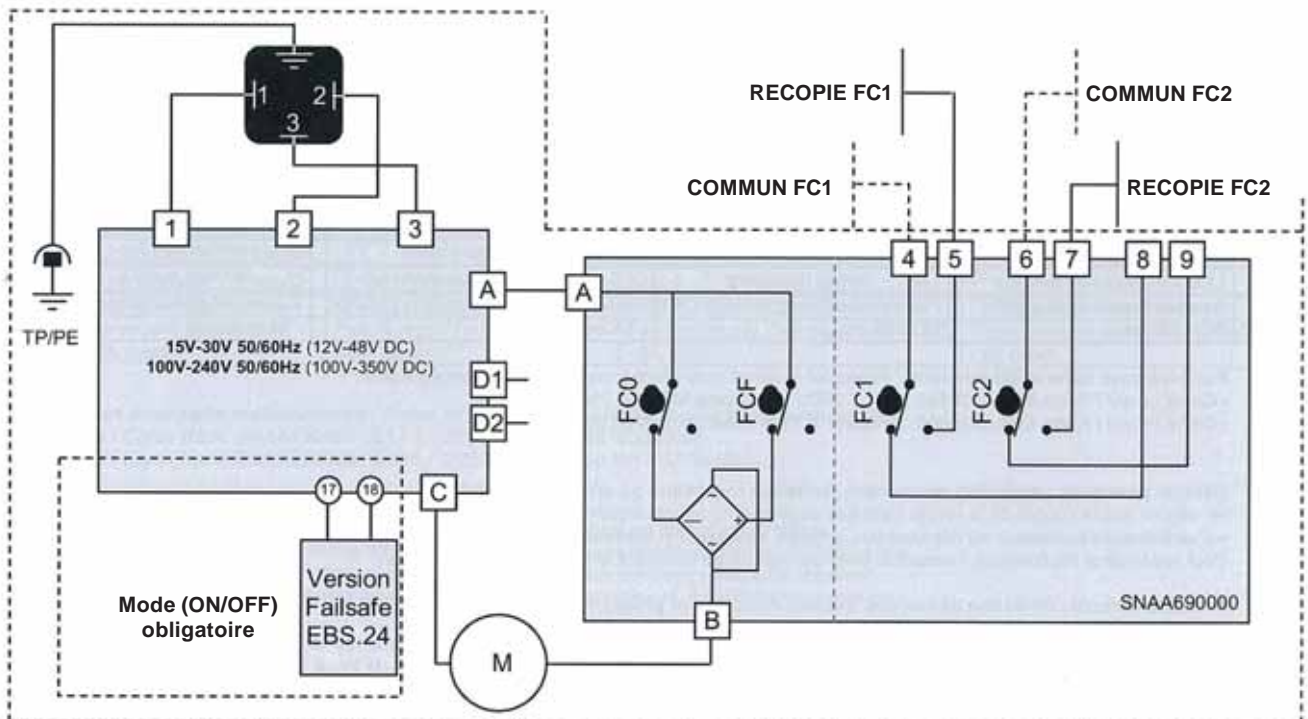 1
2
3
RECOPIE FC1
COMMUN FC2
COMMUN FC1
RECOPIE FC2
1
2
3
4
5
6
7
8
9
TP/PE
A
A
15V-30V 50/60Hz (12V-48V DC)
100V-240V 50/60Hz (100V-350V DC)
D1
D2
FC0
FCF
FC1
FC2
17
18
C
Version
Failsafe
EBS.24
Mode (ON/OFF)
obligatoire
M
B
SNAA690000